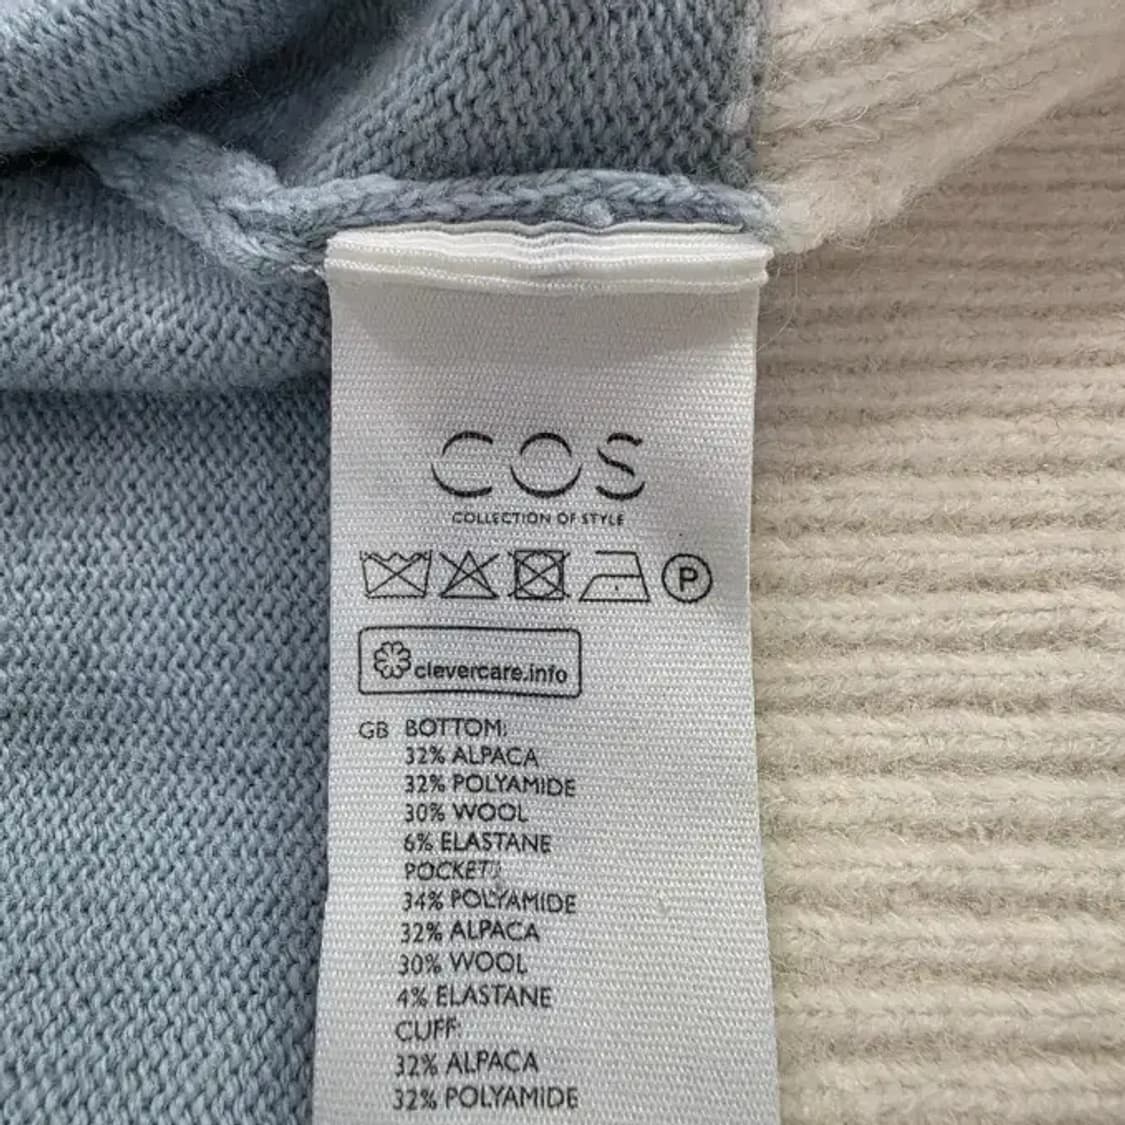 COS
COLLECTION OF STYLE
P
clevercare.info
GB BOTTOM:
32% ALPACA
32% POLYAMIDE
30% WOOL
6% ELASTANE
POCKET:
34% POLYAMIDE
32% ALPACA
30% WOOL
4% ELASTANE
CUFF:
32% ALPACA
32% POLYAMIDE